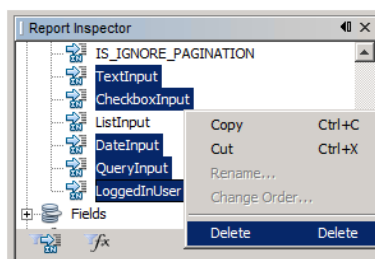 Report Inspector
IS_IGNORE_PAGINATION
TextInput
CheckboxInput
ListInput
DateInput
QueryInput
LoggedInUser
Fields
fx
Copy Ctrl+C
Cut Ctrl+X
Rename...
Change Order...
Delete Delete